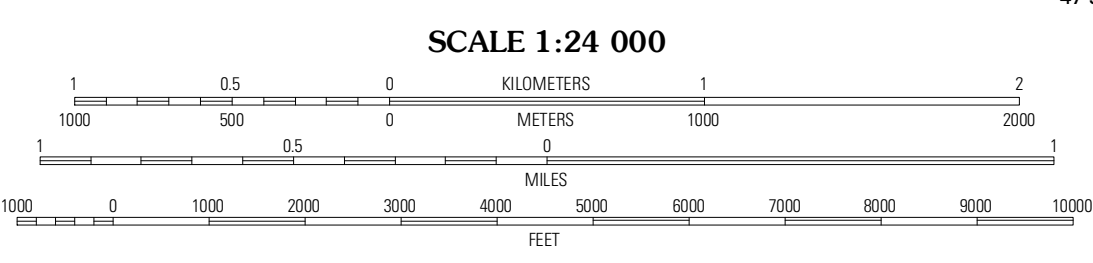 SCALE 1:24 000
1 0.5 0 KILOMETERS 1 2
1000 500 0 METERS 1000 2000
1 0.5 0 1
MILES
1000 0 1000 2000 3000 4000 5000 6000 7000 8000 9000 10000
FEET